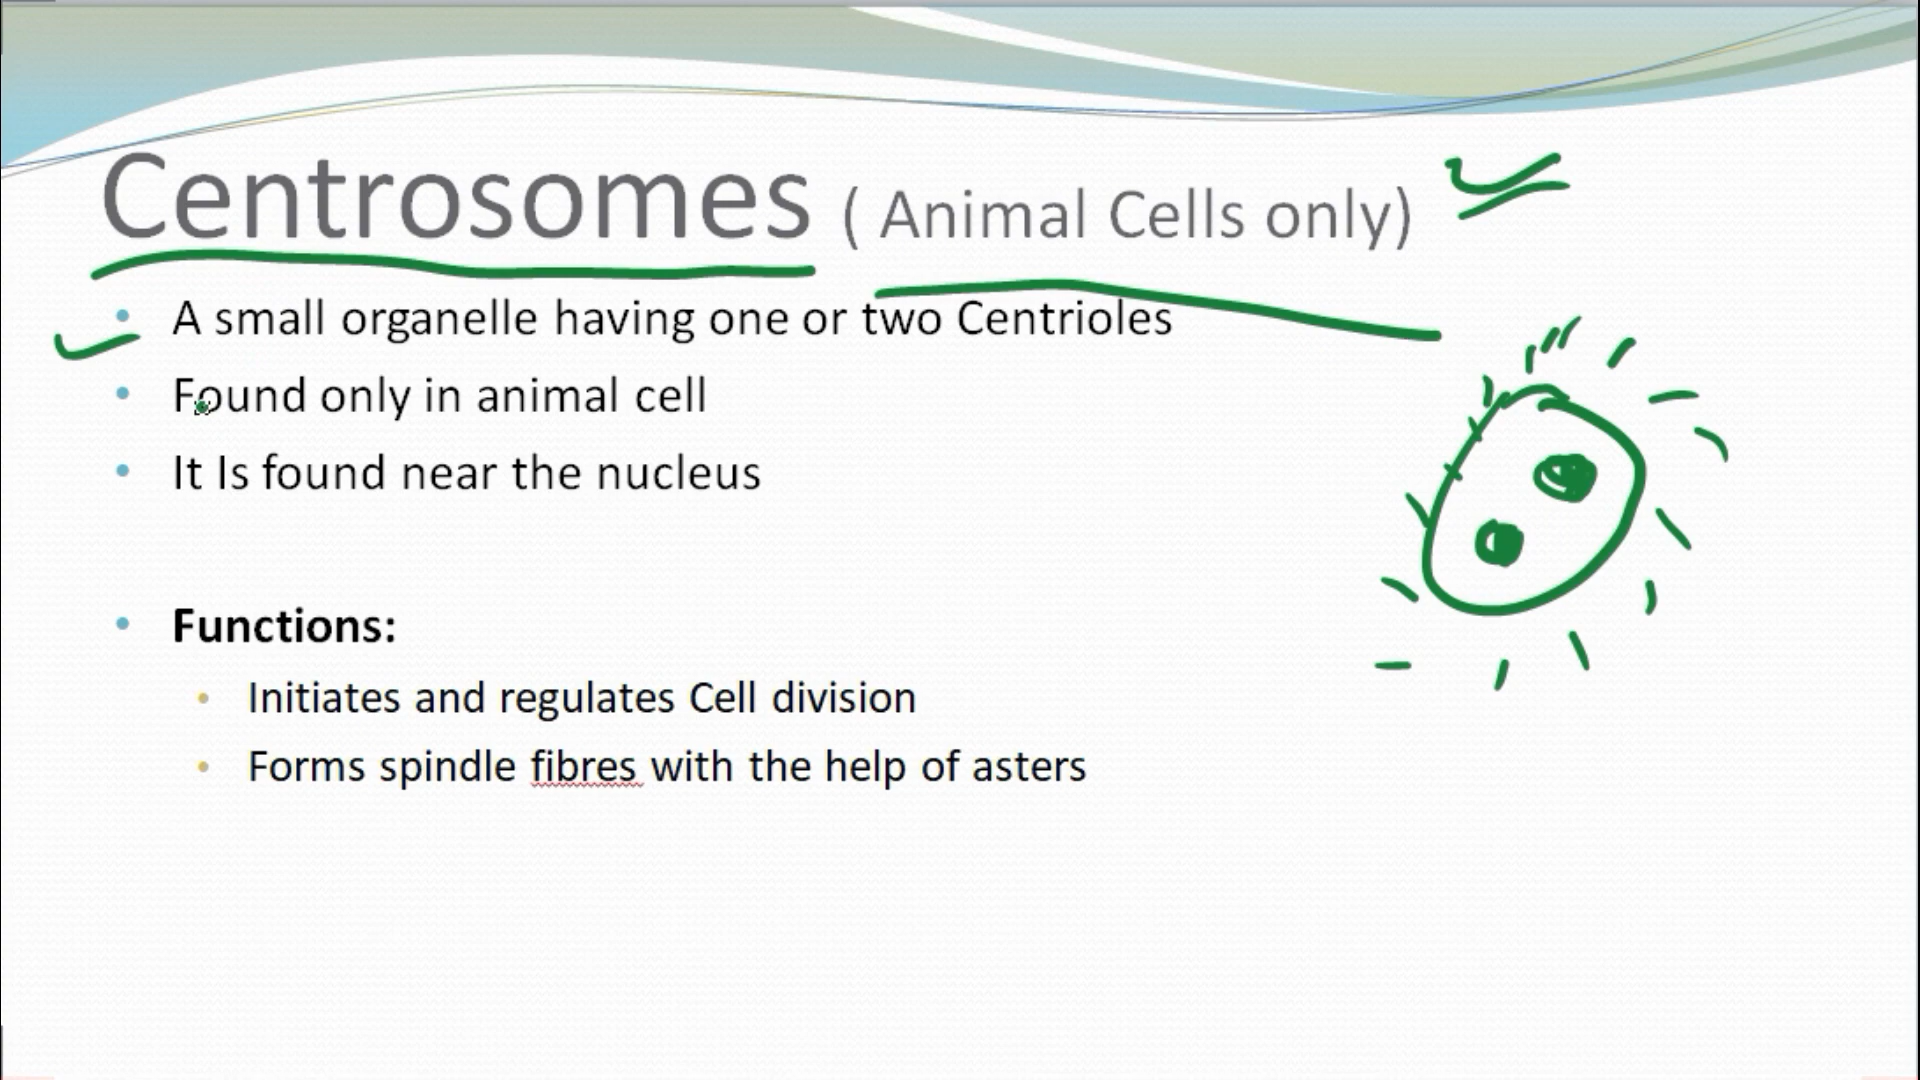 Centrosomes ( Animal Cells only)
• A small organelle having one or two Centrioles
• Found only in animal cell
• It Is found near the nucleus
• Functions:
• Initiates and regulates Cell division
• Forms spindle fibres with the help of asters